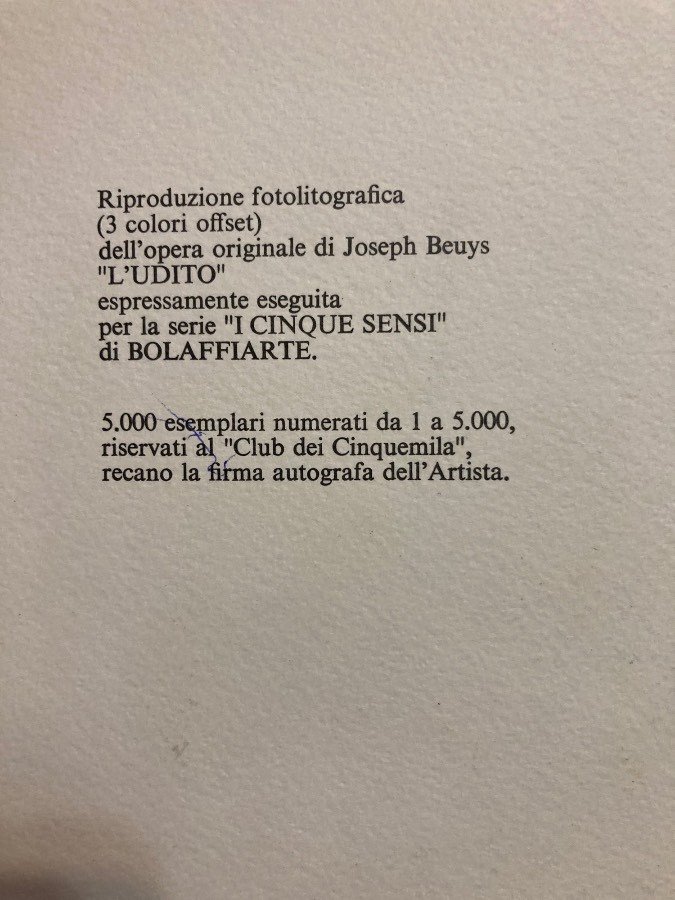 Riproduzione fotolitografica
(3 colori offset)
dell'opera originale di Joseph Beuys
"L'UDITO"
espressamente eseguita
per la serie "I CINQUE SENSI"
di BOLAFFIARTE.
5.000 esemplari numerati da 1 a 5.000,
riservati al "Club dei Cinquemila",
recano la firma autografa dell'Artista.